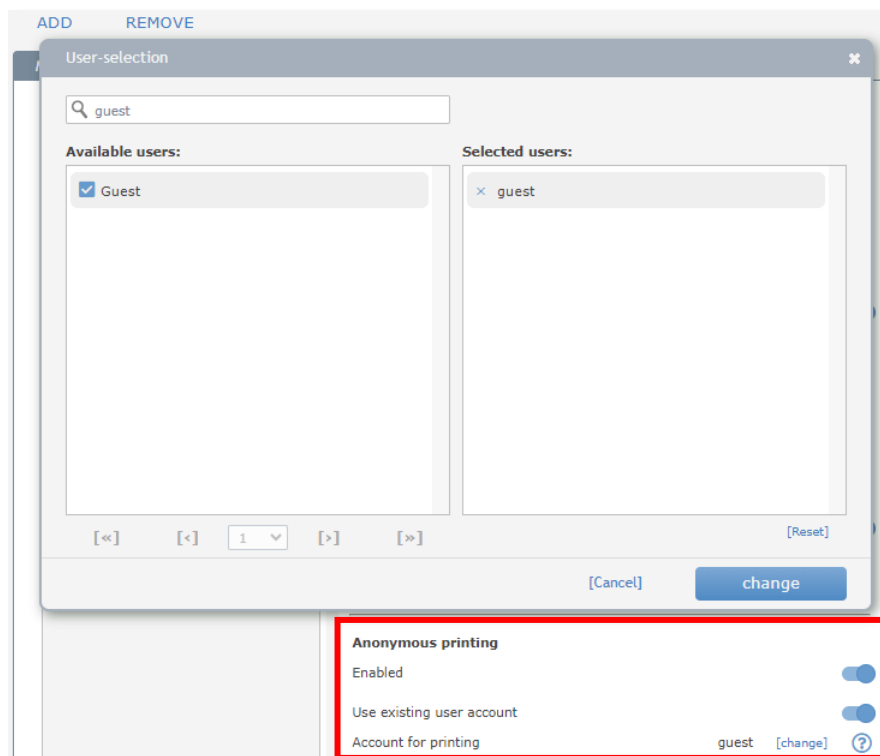 ADD REMOVE
User-selection
guest
Available users: Selected users:
Guest × guest
[«] [‹] 1 [›] [»] [Reset]
[Cancel] change
Anonymous printing
Enabled
Use existing user account
Account for printing guest [change] ?